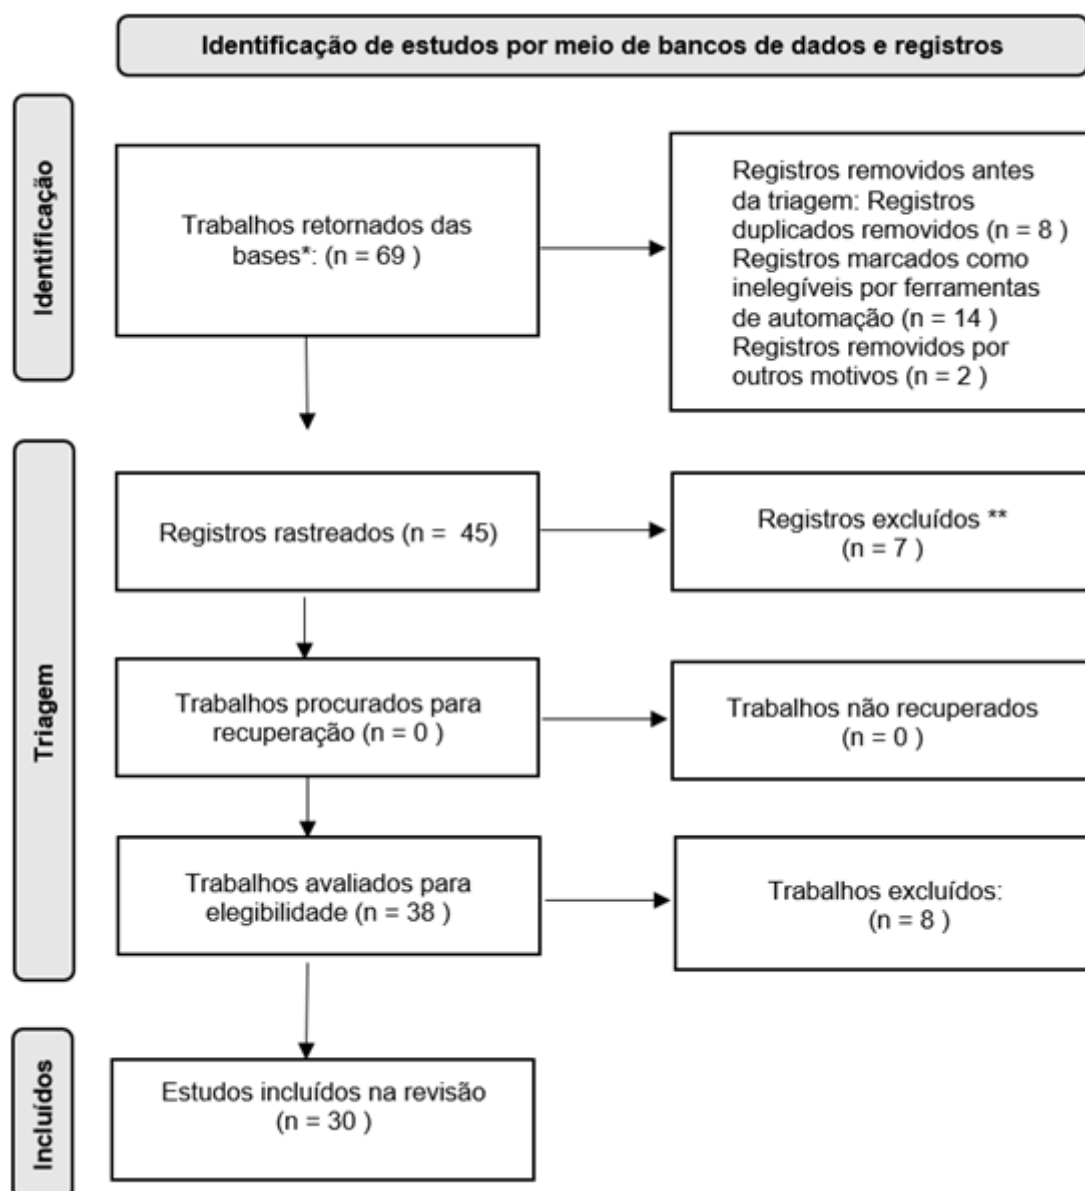 Identificação de estudos por meio de bancos de dados e registros
Identificação
Trabalhos retornados das
bases*: (n = 69 )
Registros removidos antes
da triagem: Registros
duplicados removidos (n = 8 )
Registros marcados como
inelegíveis por ferramentas
de automação (n = 14 )
Registros removidos por
outros motivos (n = 2 )
Triagem
Registros rastreados (n =  45)
Registros excluídos **
(n = 7 )
Trabalhos procurados para
recuperação (n = 0 )
Trabalhos não recuperados
(n = 0 )
Trabalhos avaliados para
elegibilidade (n = 38 )
Trabalhos excluídos:
(n = 8 )
Incluídos
Estudos incluídos na revisão
(n = 30 )